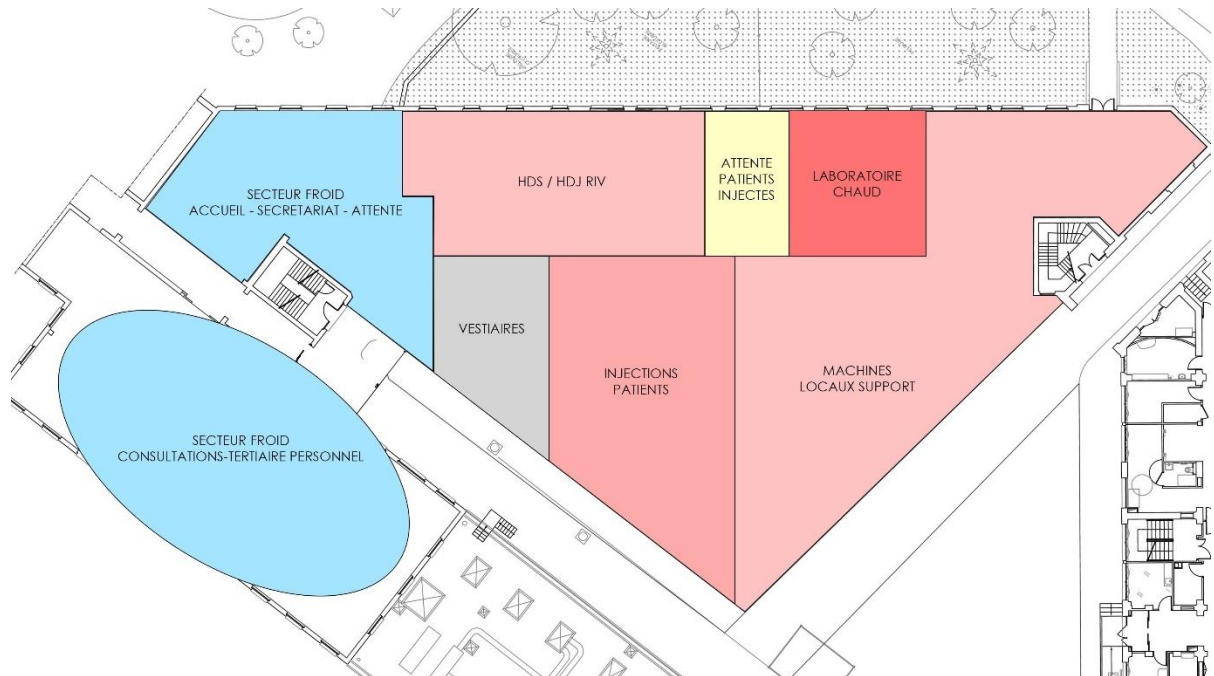 SECTEUR FROID
ACCUEIL - SECRETARIAT - ATTENTE
HDS / HDJ RIV
ATTENTE
PATIENTS
INJECTES
LABORATOIRE
CHAUD
VESTIAIRES
INJECTIONS
PATIENTS
MACHINES
LOCAUX SUPPORT
SECTEUR FROID
CONSULTATIONS-TERTIAIRE PERSONNEL